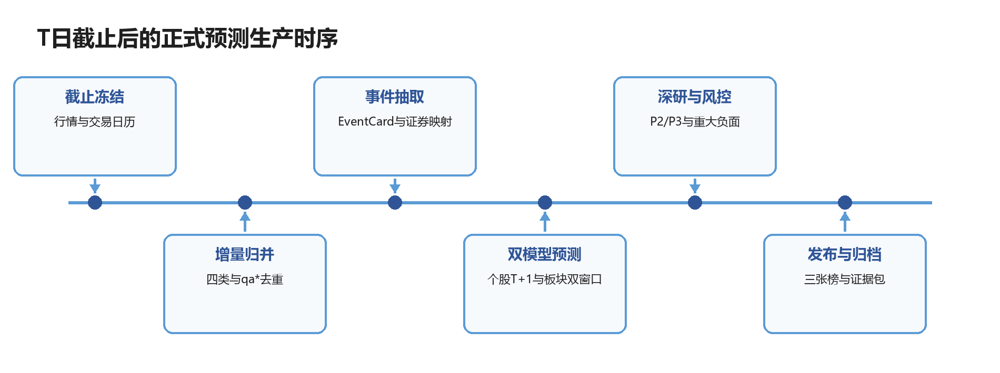 T日截止后的正式预测生产时序
截止冻结
行情与交易日历
增量归并
四类与qa*去重
事件抽取
EventCard与证券映射
双模型预测
个股T+1与板块双窗口
深研与风控
P2/P3与重大负面
发布与归档
三张榜与证据包